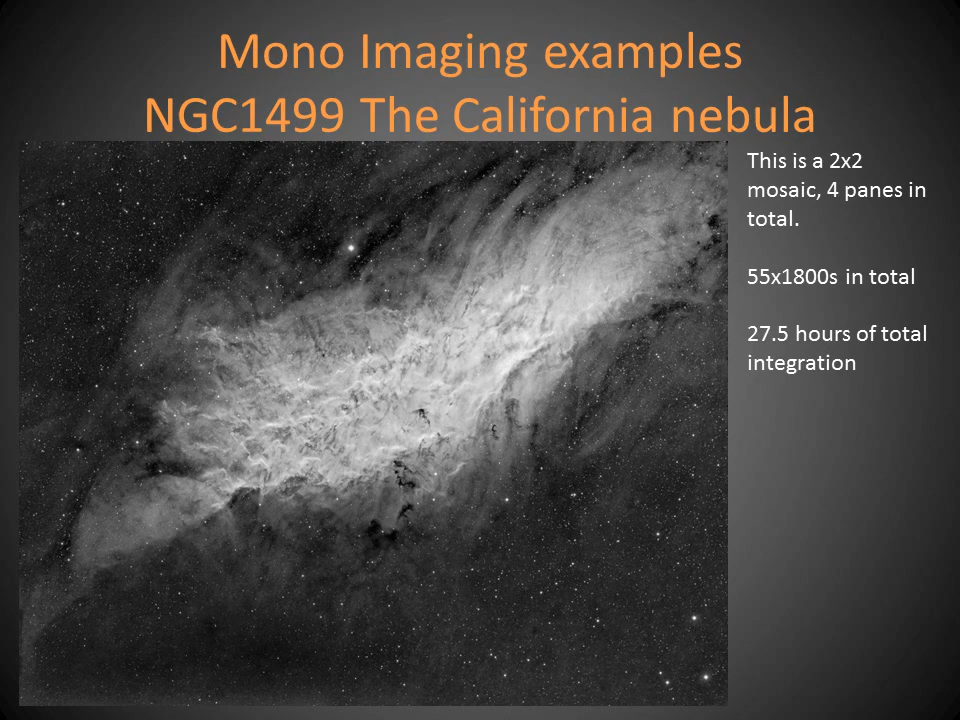 Mono Imaging examples
NGC1499 The California nebula
This is a 2x2
mosaic, 4 panes in
total.
55x1800s in total
27.5 hours of total
integration